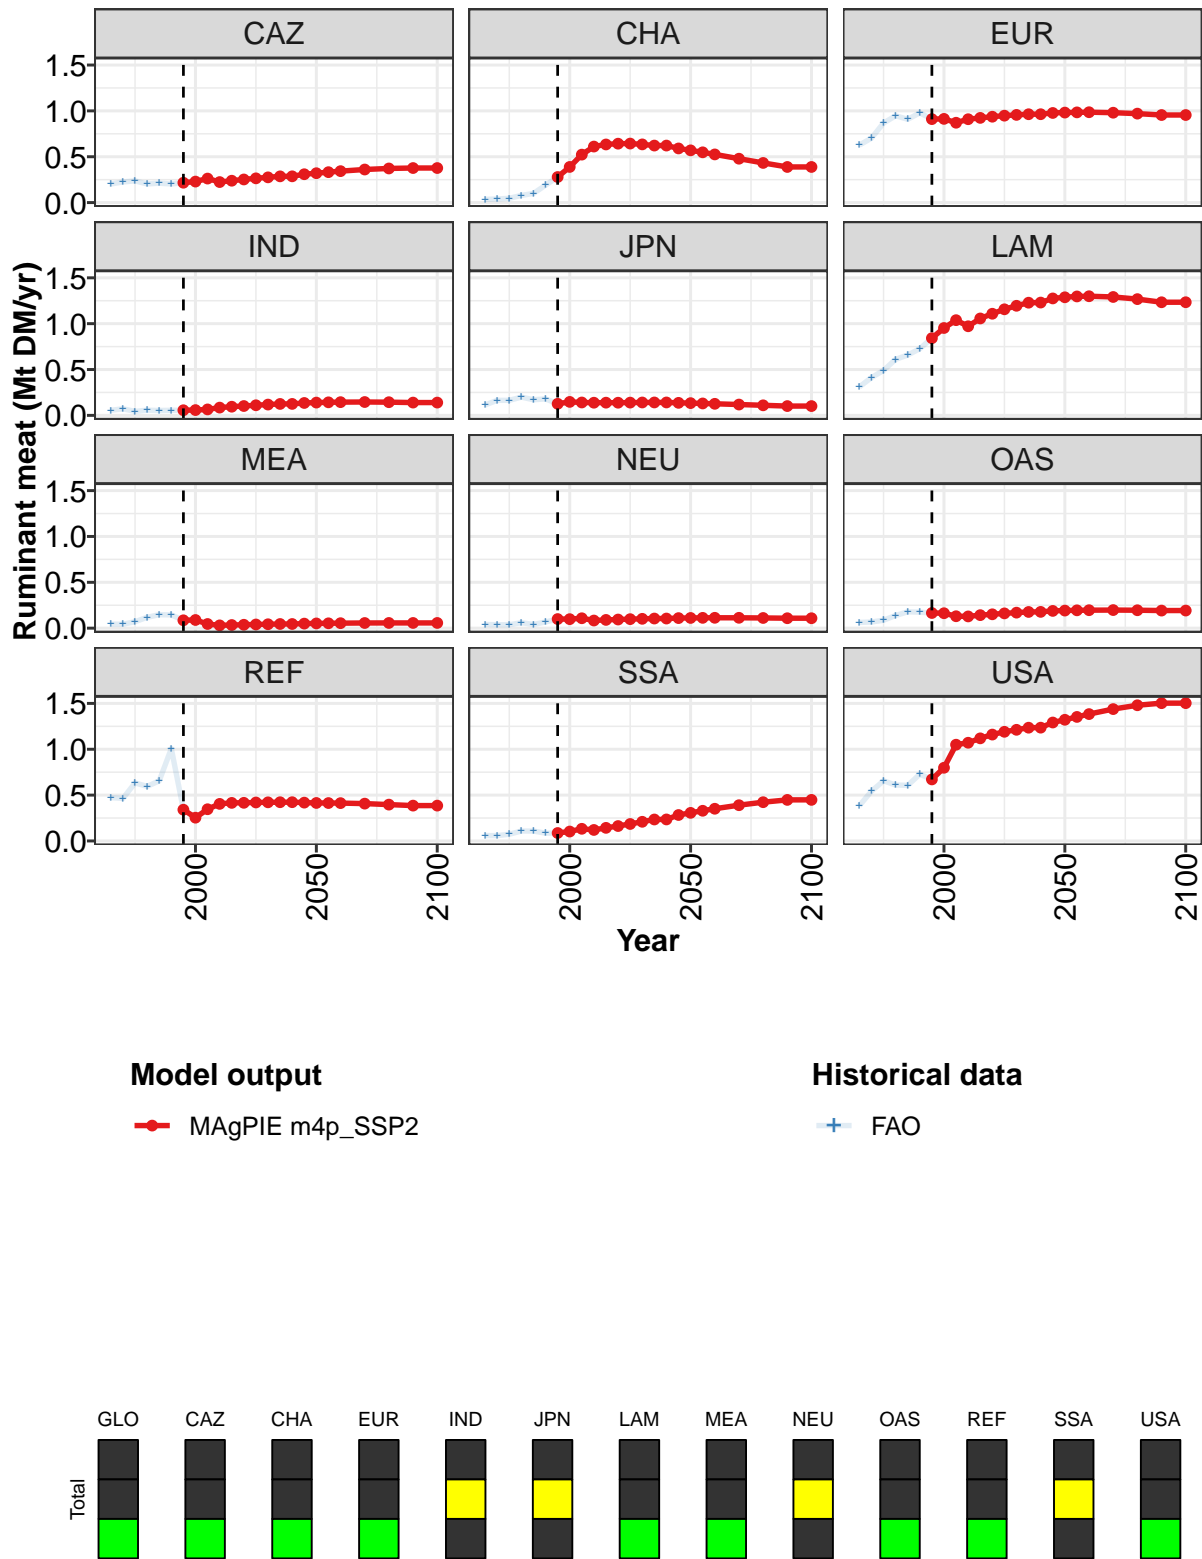 CAZ CHA EUR
1.5
1.0
0.5
0.0
IND JPN LAM
1.5
1.0
0.5
0.0
MEA NEU OAS
1.5
1.0
0.5
0.0
REF SSA USA
1.5
1.0
0.5
0.0
Ruminant meat (Mt DM/yr)
2000 2050 2100 2000 2050 2100 2000 2050 2100
Year
Model output Historical data
MAgPIE m4p_SSP2 FAO
GLO CAZ CHA EUR IND JPN LAM MEA NEU OAS REF SSA USA
Total